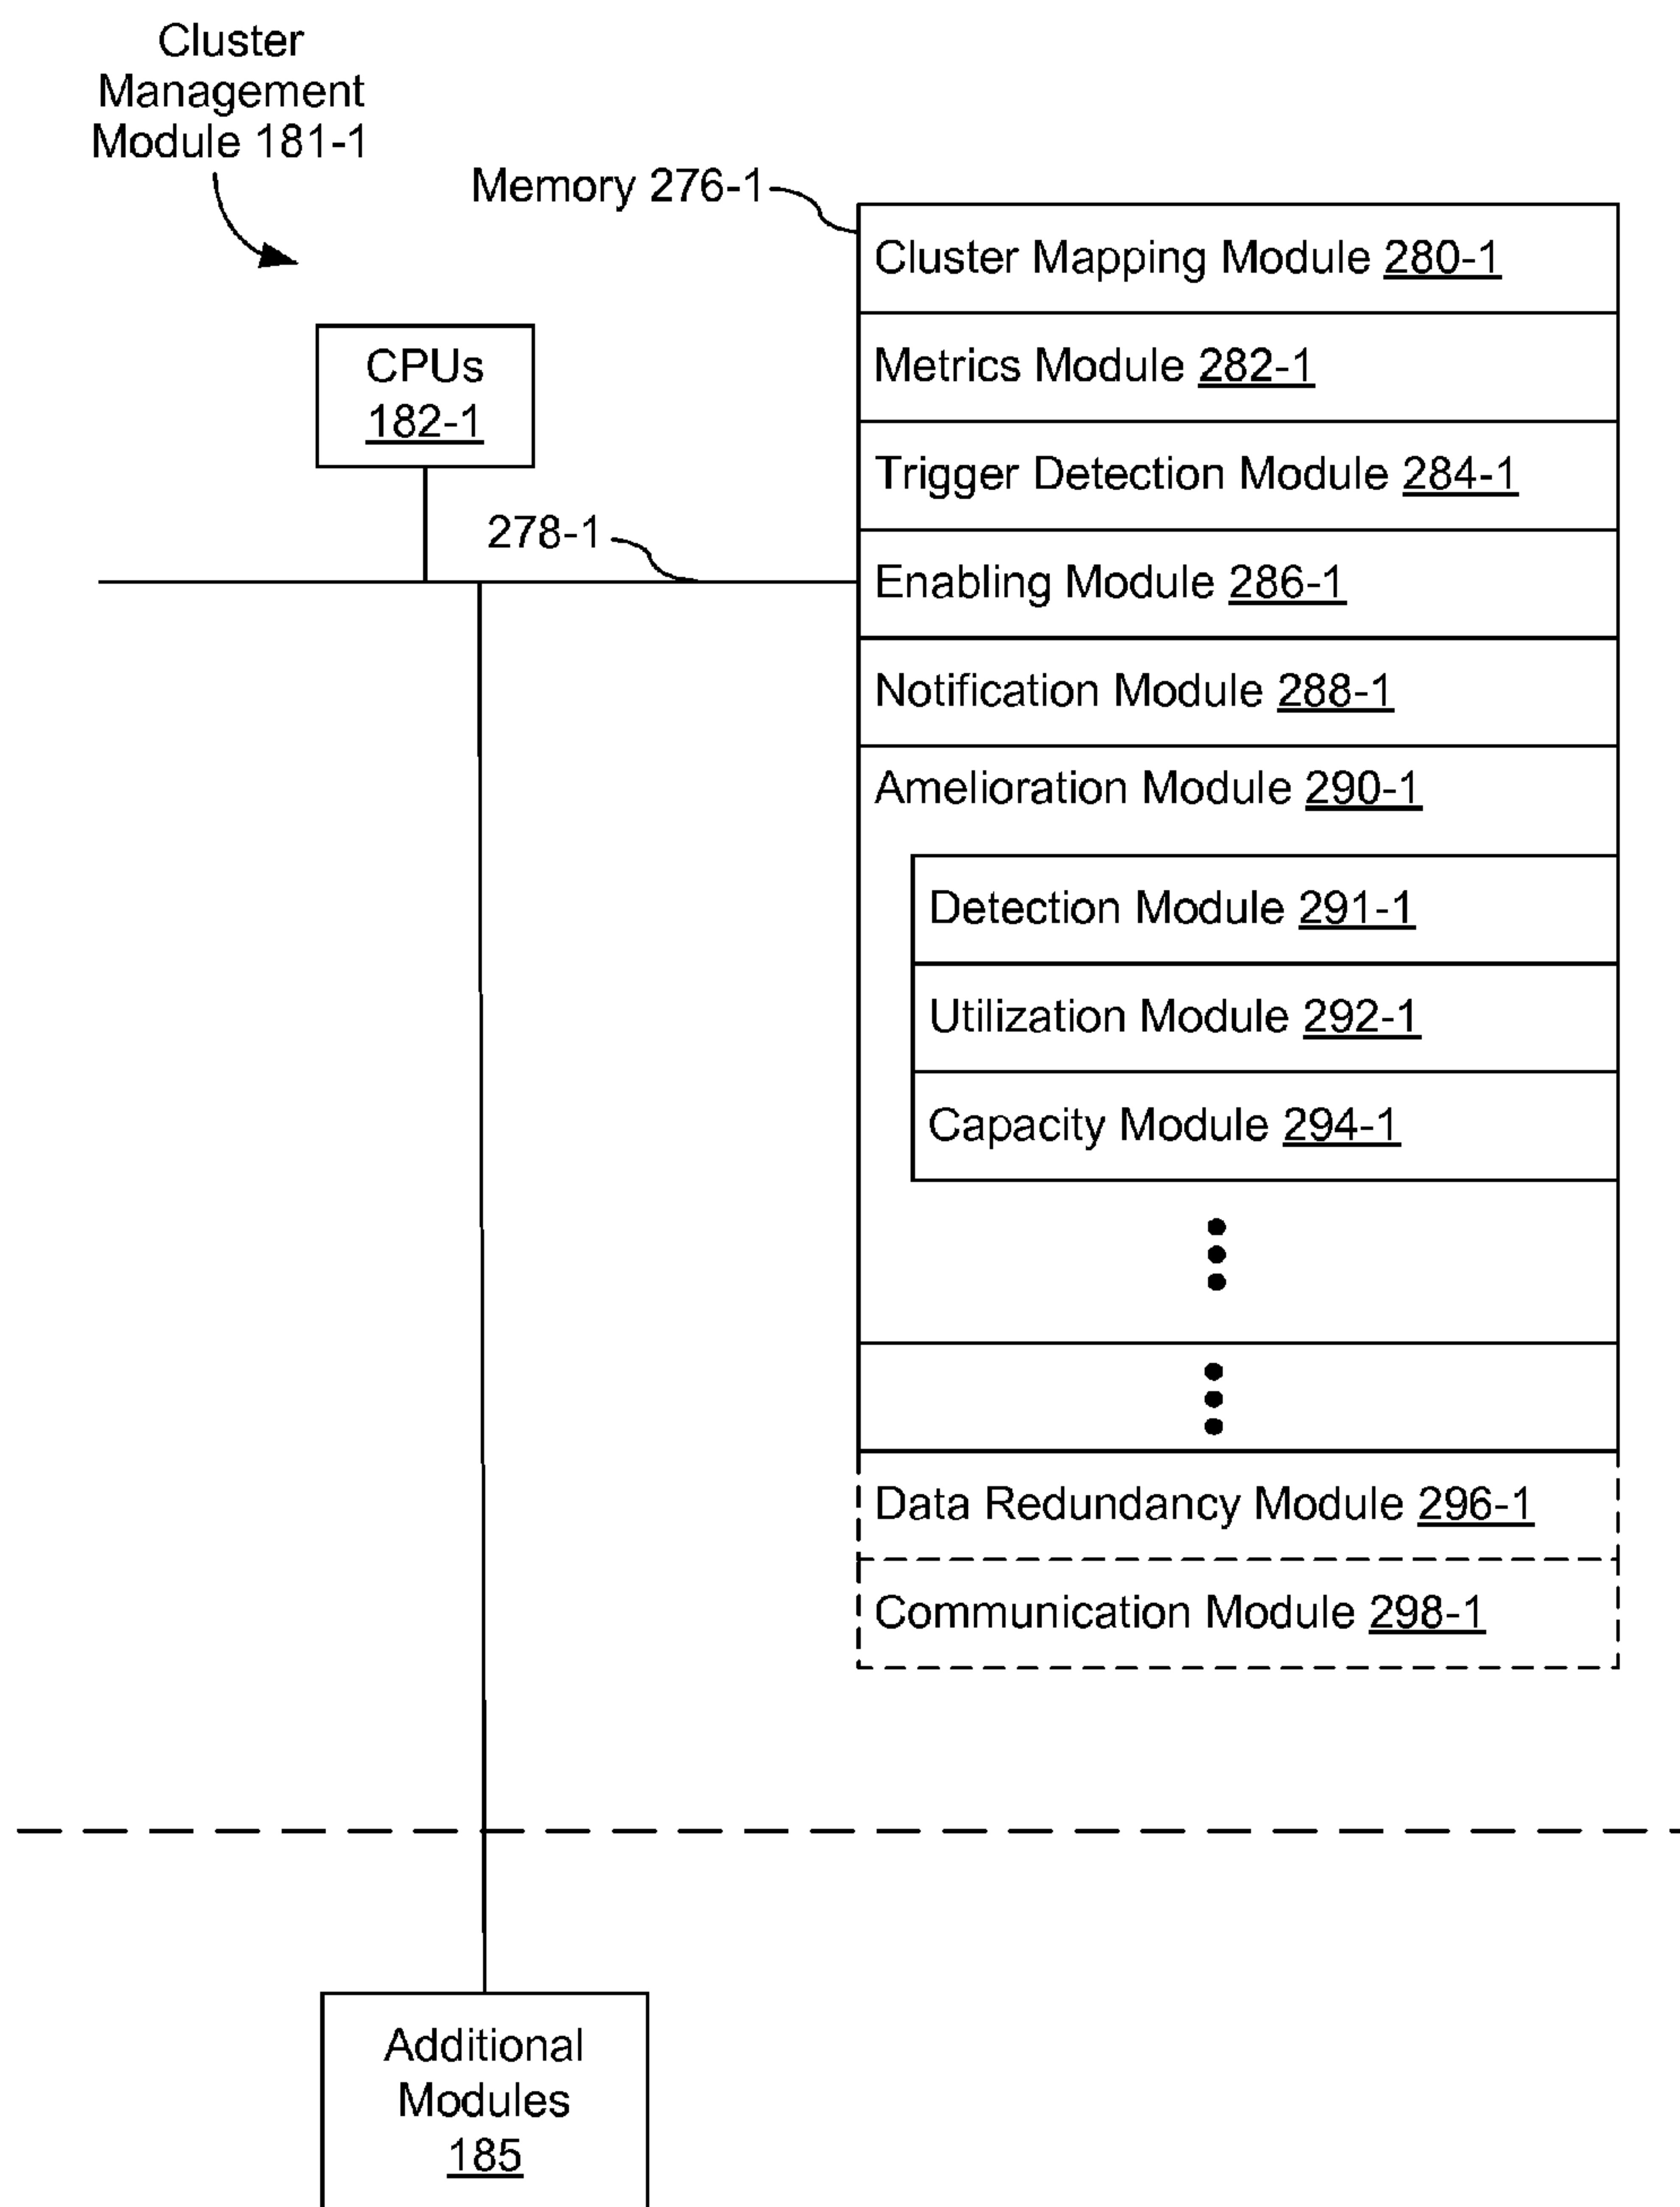 Cluster
Management
Module 181-1
Memory 276-1
Cluster Mapping Module 280-1
Metrics Module 282-1
CPUs
182-1
Trigger Detection Module 284-1
278-1
Enabling Module 286-1
Notification Module 288-1
Amelioration Module 290-1
Detection Module 291-1
Utilization Module 292-1
Capacity Module 294-1
Data Redundancy Module 296-1
Communication Module 298-1
Additional
Modules
185